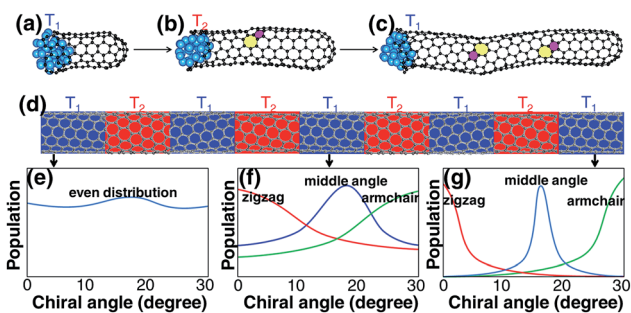 (a) T1 (b) T2 (c) T1
(d) T1 T2 T1 T2 T1 T2 T1 T2 T1
(e) (f) (g)
even distribution
zigzag middle angle armchair
zigzag middle angle armchair
Population Population Population
0 10 20 30 0 10 20 30 0 10 20 30
Chiral angle (degree) Chiral angle (degree) Chiral angle (degree)